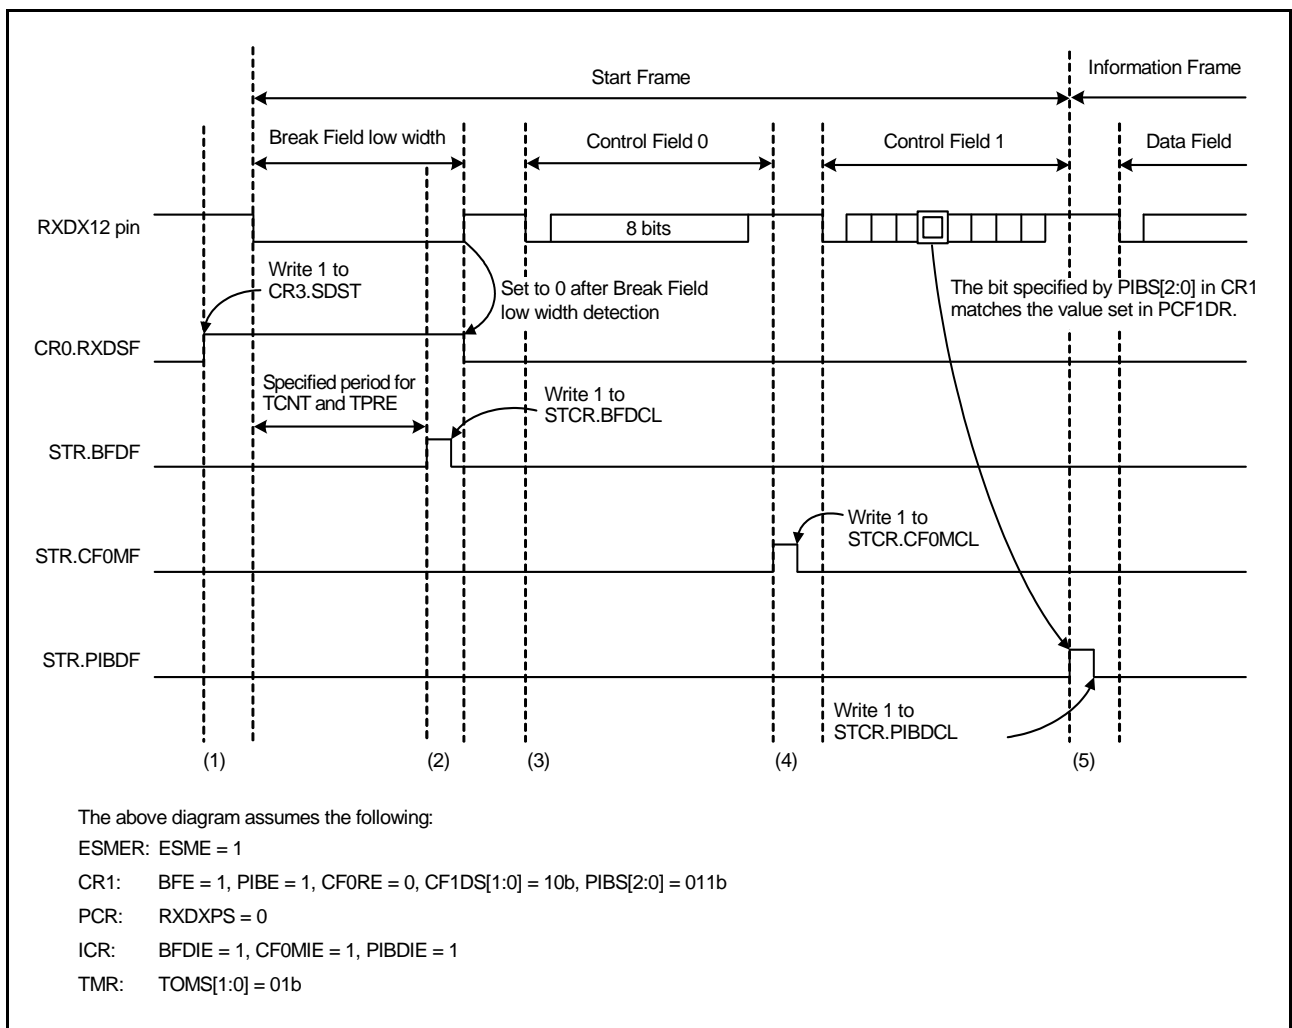 Start Frame
Information Frame
Break Field low width
Control Field 0
Control Field 1
Data Field
RXDX12 pin
8 bits
Write 1 to
CR3.SDST
Set to 0 after Break Field
low width detection
The bit specified by PIBS[2:0] in CR1
matches the value set in PCF1DR.
CR0.RXDSF
Specified period for
TCNT and TPRE
Write 1 to
STCR.BFDCL
STR.BFDF
Write 1 to
STCR.CF0MCL
STR.CF0MF
STR.PIBDF
Write 1 to
STCR.PIBDCL
(1)
(2)
(3)
(4)
(5)
The above diagram assumes the following:
ESMER: ESME = 1
CR1: BFE = 1, PIBE = 1, CF0RE = 0, CF1DS[1:0] = 10b, PIBS[2:0] = 011b
PCR: RXDXPS = 0
ICR: BFDIE = 1, CF0MIE = 1, PIBDIE = 1
TMR: TOMS[1:0] = 01b